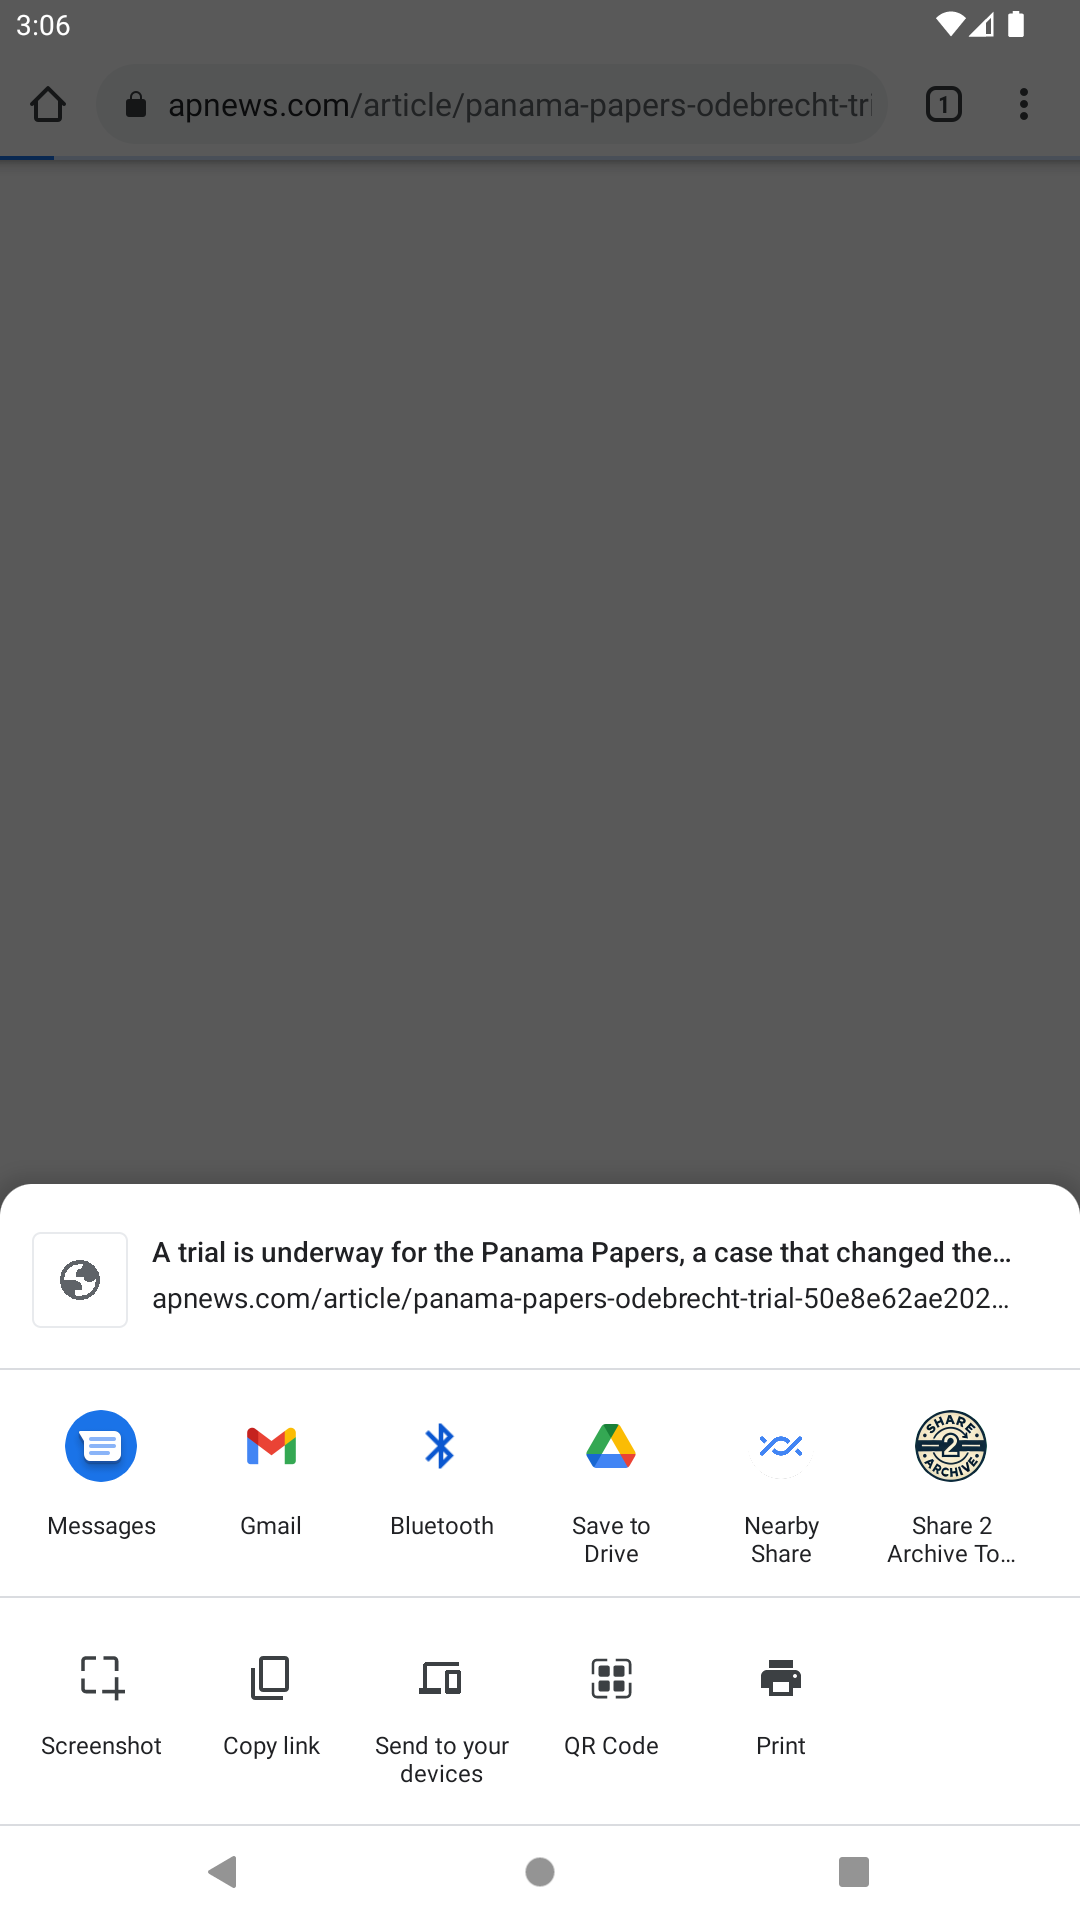 3:06
apnews.com/article/panama-papers-odebrecht-tri
1
A trial is underway for the Panama Papers, a case that changed the…
apnews.com/article/panama-papers-odebrecht-trial-50e8e62ae202…
SHARE
2
ARCHIVE
Messages
Gmail
Bluetooth
Save to
Drive
Nearby
Share
Share 2
Archive To…
Screenshot
Copy link
Send to your
devices
QR Code
Print